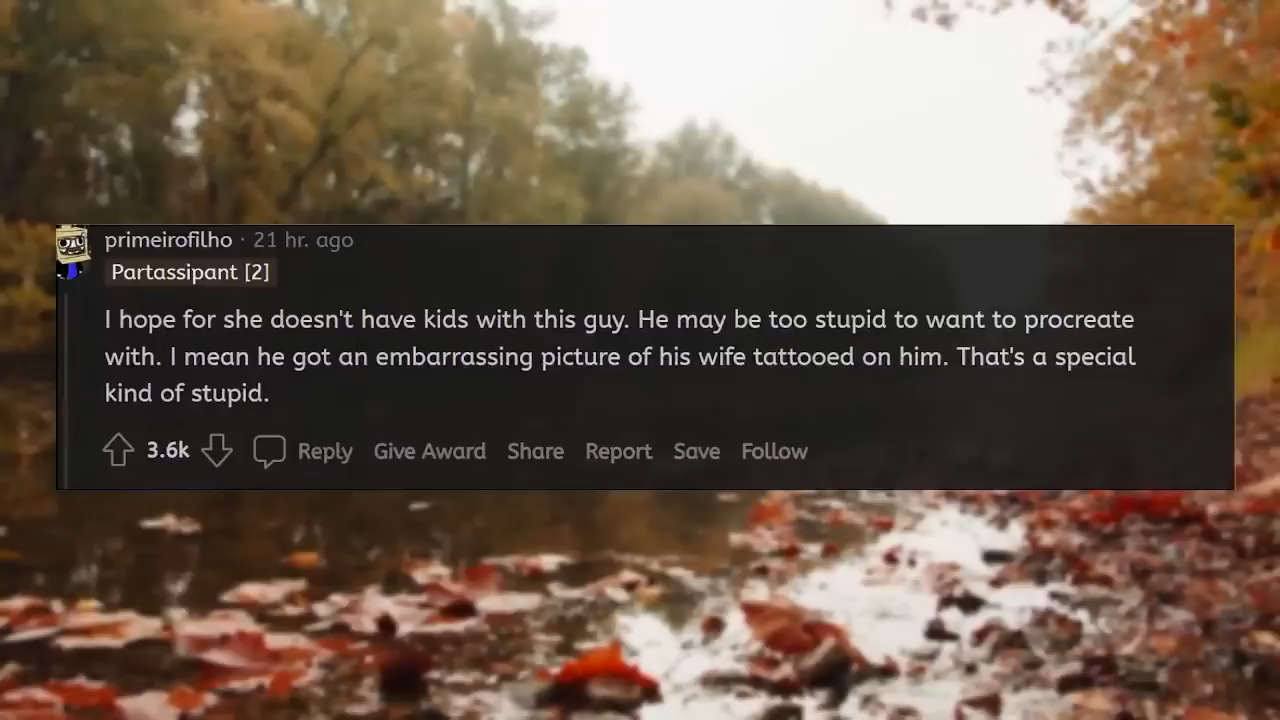 primeirofilho · 21 hr. ago
Partassipant [2]
I hope for she doesn't have kids with this guy. He may be too stupid to want to procreate
with. I mean he got an embarrassing picture of his wife tattooed on him. That's a special
kind of stupid.
3.6k Reply Give Award Share Report Save Follow